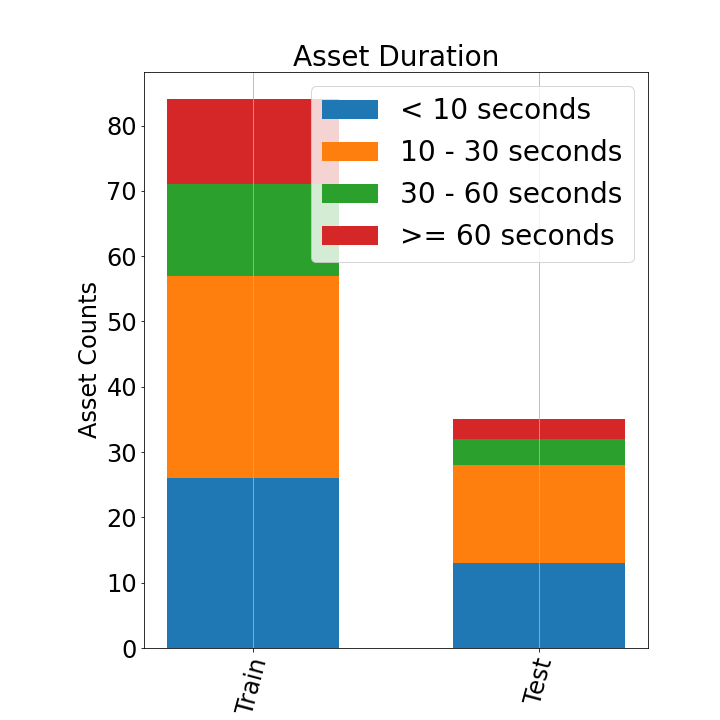 Asset Duration
< 10 seconds
10 - 30 seconds
30 - 60 seconds
>= 60 seconds
Asset Counts
80
70
60
50
40
30
20
10
0
Train
Test